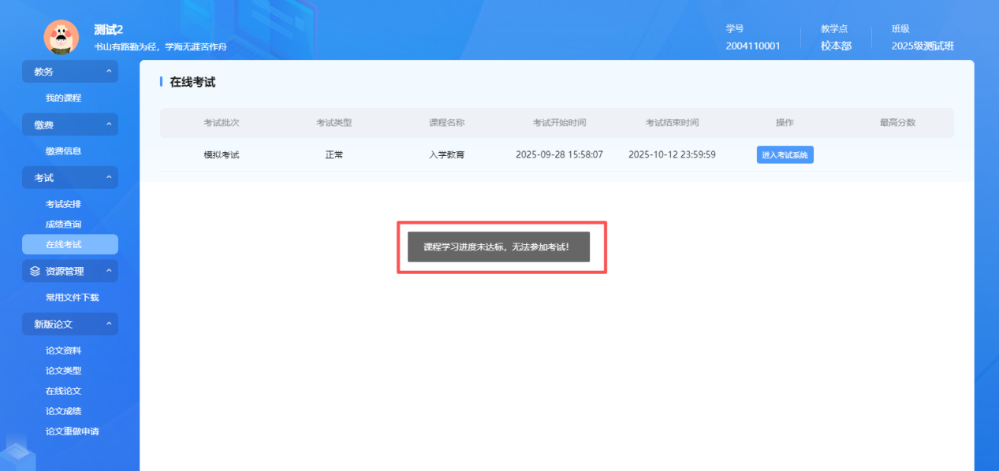 测试2
书山有路勤为径，学海无涯苦作舟
学号
2004110001
教学点
校本部
班级
2025级测试班
教务
我的课程
缴费
缴费信息
考试
考试安排
成绩查询
在线考试
资源管理
常用文件下载
新版论文
论文资料
论文类型
在线论文
论文成绩
论文重做申请
在线考试
考试批次 考试类型 课程名称 考试开始时间 考试结束时间 操作 最高分数
模拟考试 正常 入学教育 2025-09-28 15:58:07 2025-10-12 23:59:59 进入考试系统
课程学习进度未达标，无法参加考试！